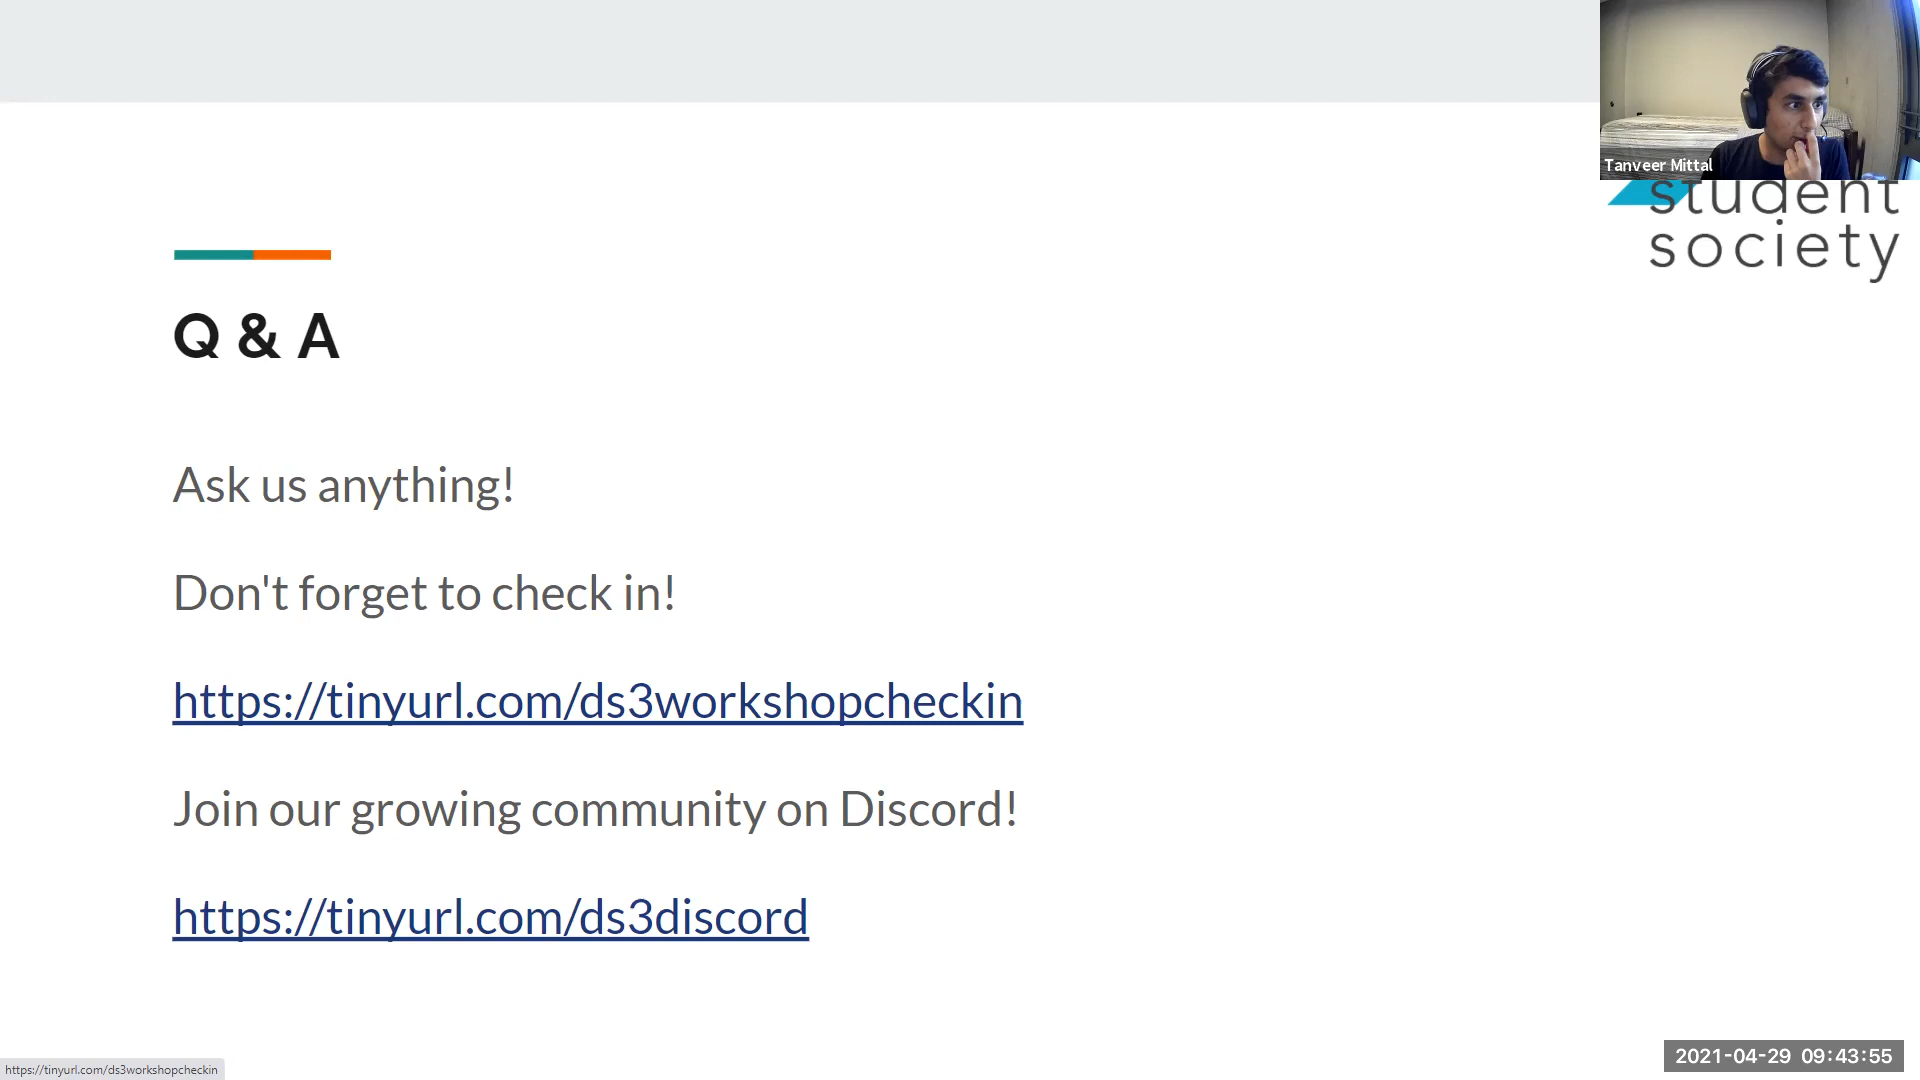 Tanveer Mittal
student
society
Q & A
Ask us anything!
Don't forget to check in!
https://tinyurl.com/ds3workshopcheckin
Join our growing community on Discord!
https://tinyurl.com/ds3discord
https://tinyurl.com/ds3workshopcheckin
2021-04-29 09:43:55